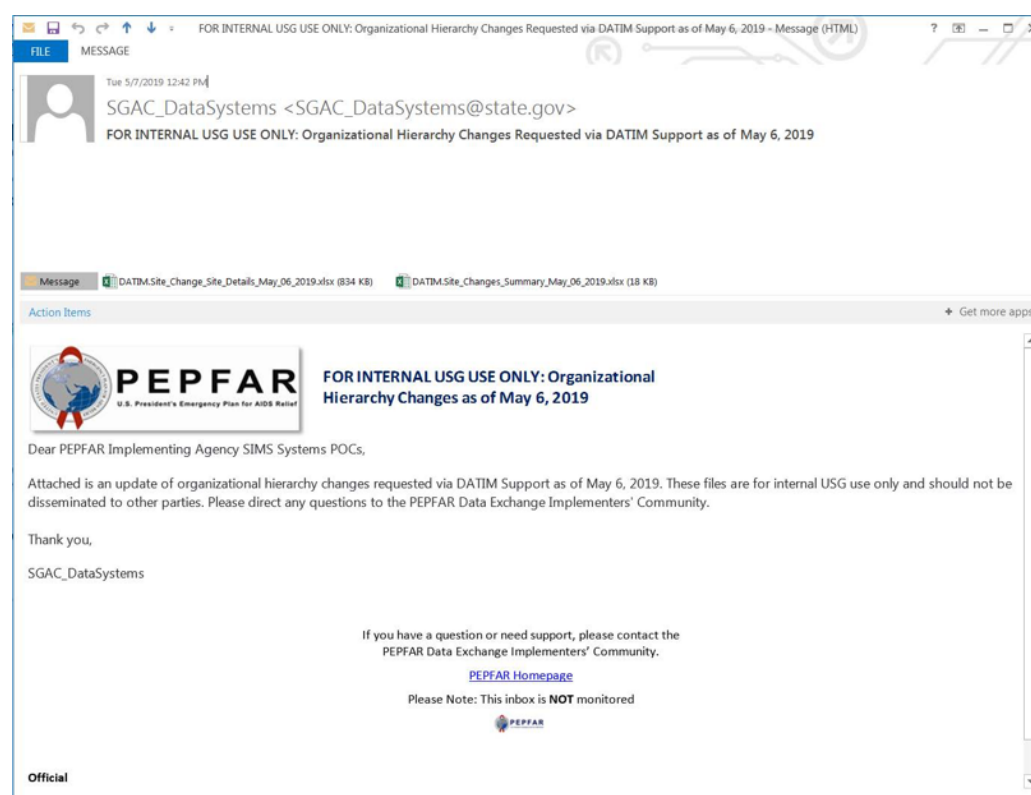 FOR INTERNAL USG USE ONLY: Organizational Hierarchy Changes Requested via DATIM Support as of May 6, 2019 - Message (HTML)
FILE MESSAGE
Tue 5/7/2019 12:42 PM
SGAC_DataSystems <SGAC_DataSystems@state.gov>
FOR INTERNAL USG USE ONLY: Organizational Hierarchy Changes Requested via DATIM Support as of May 6, 2019
Message DATIM.Site_Change_Site_Details_May_06_2019.xlsx (834 KB) DATIM.Site_Changes_Summary_May_06_2019.xlsx (18 KB)
Action Items + Get more apps
PEPFAR
U.S. President's Emergency Plan for AIDS Relief
FOR INTERNAL USG USE ONLY: Organizational
Hierarchy Changes as of May 6, 2019
Dear PEPFAR Implementing Agency SIMS Systems POCs,
Attached is an update of organizational hierarchy changes requested via DATIM Support as of May 6, 2019. These files are for internal USG use only and should not be
disseminated to other parties. Please direct any questions to the PEPFAR Data Exchange Implementers' Community.
Thank you,
SGAC_DataSystems
If you have a question or need support, please contact the
PEPFAR Data Exchange Implementers' Community.
PEPFAR Homepage
Please Note: This inbox is NOT monitored
PEPFAR
Official